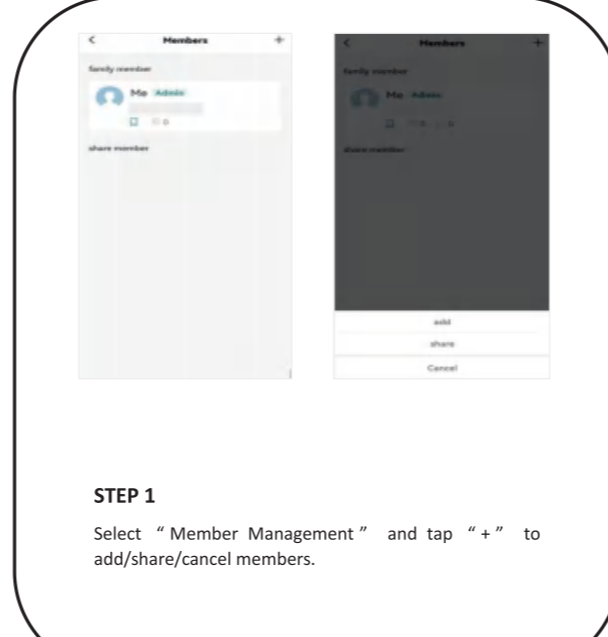 Members +
family member
Me Admin
share member
Members +
family member
Me Admin
share member
add
share
Cancel
STEP 1
Select “Member Management” and tap “+” to
add/share/cancel members.